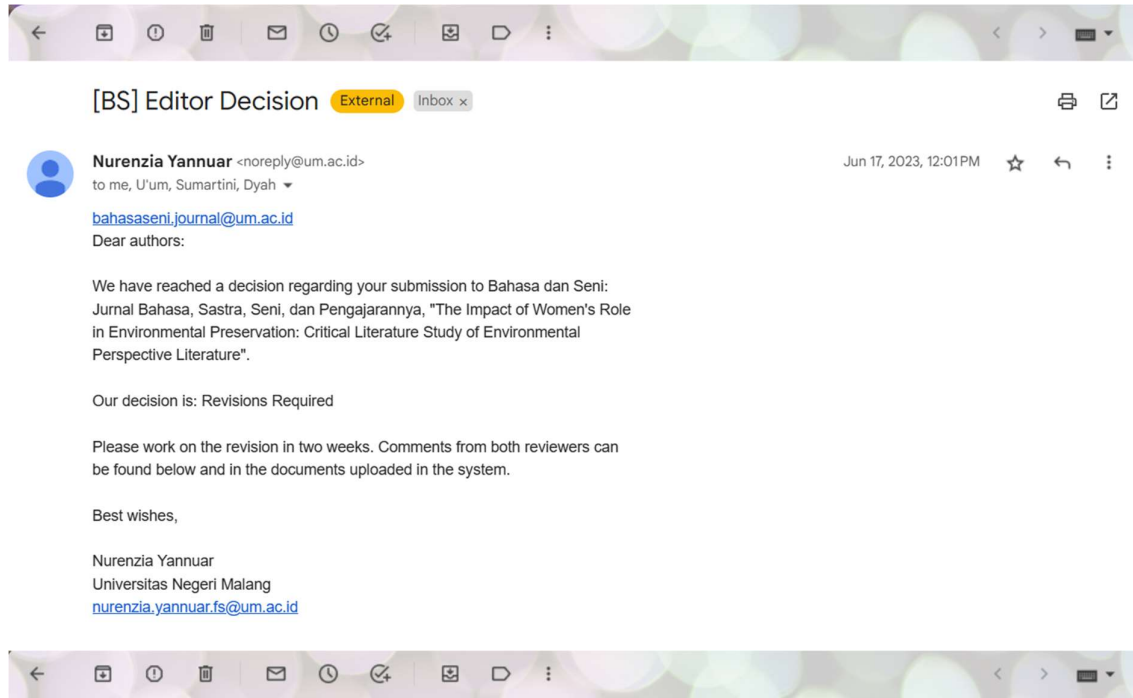 [BS] Editor Decision External Inbox x
Nurenzia Yannuar <noreply@um.ac.id> Jun 17, 2023, 12:01 PM
to me, U'um, Sumartini, Dyah
bahasaseni.journal@um.ac.id
Dear authors:
We have reached a decision regarding your submission to Bahasa dan Seni:
Jurnal Bahasa, Sastra, Seni, dan Pengajarannya, "The Impact of Women's Role
in Environmental Preservation: Critical Literature Study of Environmental
Perspective Literature".
Our decision is: Revisions Required
Please work on the revision in two weeks. Comments from both reviewers can
be found below and in the documents uploaded in the system.
Best wishes,
Nurenzia Yannuar
Universitas Negeri Malang
nurenzia.yannuar.fs@um.ac.id